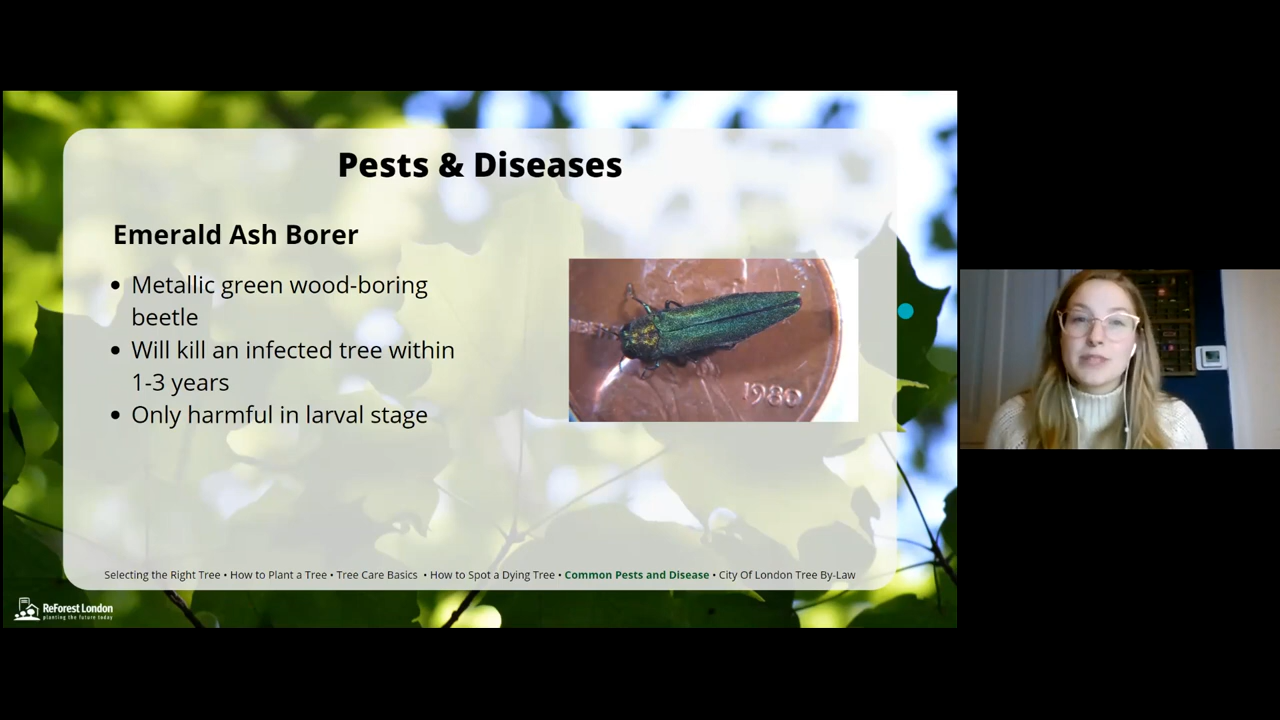 Pests & Diseases
Emerald Ash Borer
• Metallic green wood-boring
beetle
• Will kill an infected tree within
1-3 years
• Only harmful in larval stage
1980
Selecting the Right Tree • How to Plant a Tree • Tree Care Basics • How to Spot a Dying Tree • Common Pests and Disease • City Of London Tree By-Law
ReForest London
planting the future today